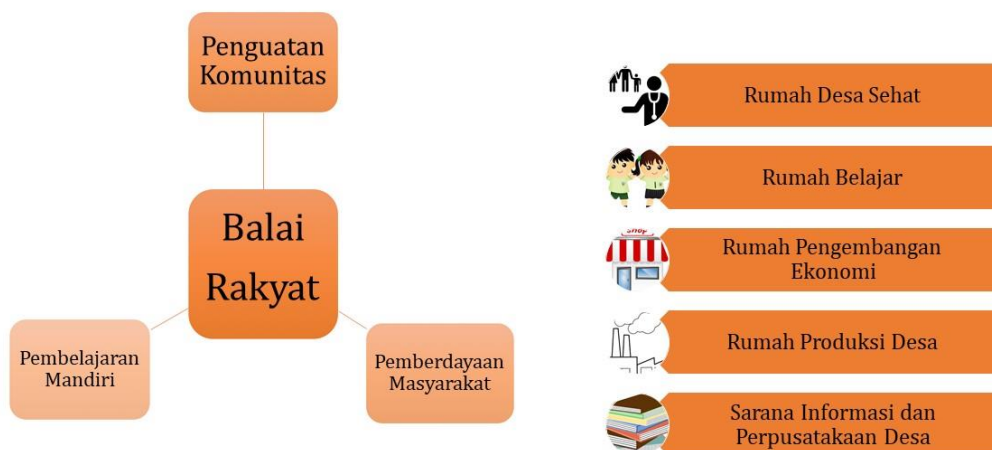 Penguatan
Komunitas
Balai
Rakyat
Pembelajaran
Mandiri
Pemberdayaan
Masyarakat
Rumah Desa Sehat
Rumah Belajar
Shop
Rumah Pengembangan
Ekonomi
Rumah Produksi Desa
Sarana Informasi dan
Perpusatakaan Desa